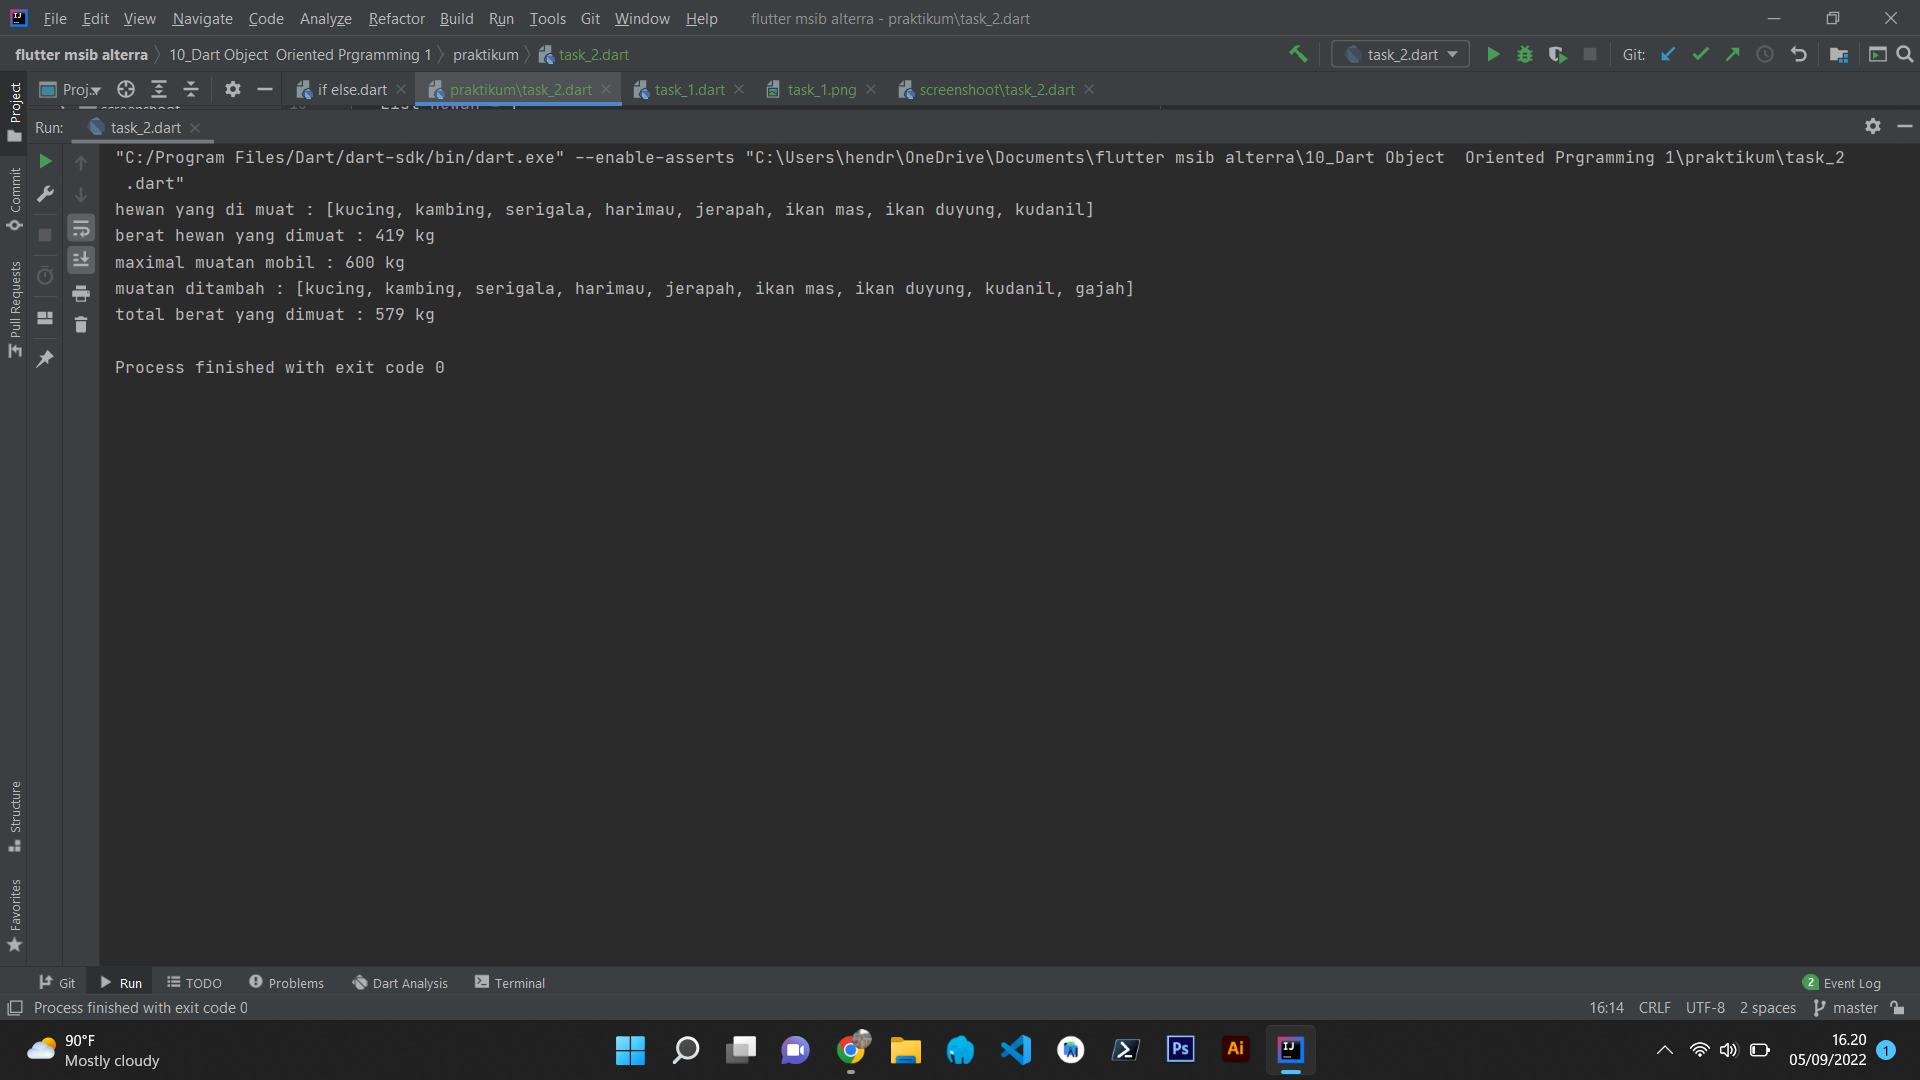 File Edit View Navigate Code Analyze Refactor Build Run Tools Git Window Help flutter msib alterra - praktikum\task_2.dart
flutter msib alterra 10_Dart Object Oriented Prgramming 1 praktikum task_2.dart task_2.dart Git:
Proj... if else.dart praktikum\task_2.dart task_1.dart task_1.png screenshoot\task_2.dart
Run: task_2.dart
"C:/Program Files/Dart/dart-sdk/bin/dart.exe" --enable-asserts "C:\Users\hendr\OneDrive\Documents\flutter msib alterra\10_Dart Object  Oriented Prgramming 1\praktikum\task_2
.dart"
hewan yang di muat : [kucing, kambing, serigala, harimau, jerapah, ikan mas, ikan duyung, kudanil]
berat hewan yang dimuat : 419 kg
maximal muatan mobil : 600 kg
muatan ditambah : [kucing, kambing, serigala, harimau, jerapah, ikan mas, ikan duyung, kudanil, gajah]
total berat yang dimuat : 579 kg
Process finished with exit code 0
Project
Commit
Pull Requests
Structure
Favorites
Git Run TODO Problems Dart Analysis Terminal 2 Event Log
Process finished with exit code 0 16:14 CRLF UTF-8 2 spaces master
90°F
Mostly cloudy
Ps Ai IJ
16.20
05/09/2022 1